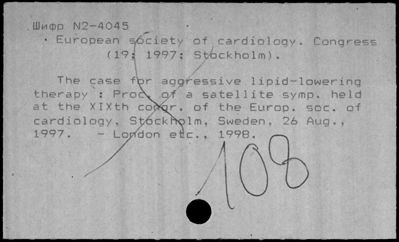 Шифр N2-4045
· European society of cardiology. Congress
(19; 1997; Stockholm).
The case for aggressive lipid-lowering
therapy : Proc. of a satellite symp. held
at the XIXth congr. of the Europ. soc. of
cardiology, Stockholm, Sweden, 26 Aug.,
1997. - London etc., 1998.
108